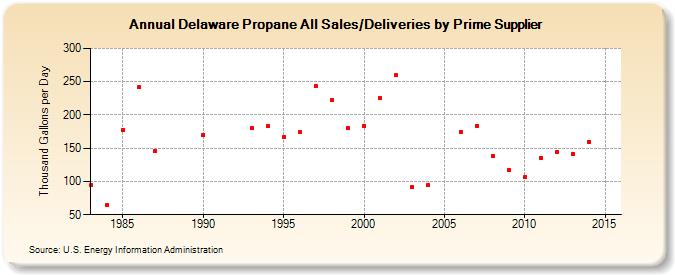 Annual Delaware Propane All Sales/Deliveries by Prime Supplier
Thousand Gallons per Day
300
250
200
150
100
50
1985 1990 1995 2000 2005 2010 2015
Source: U.S. Energy Information Administration